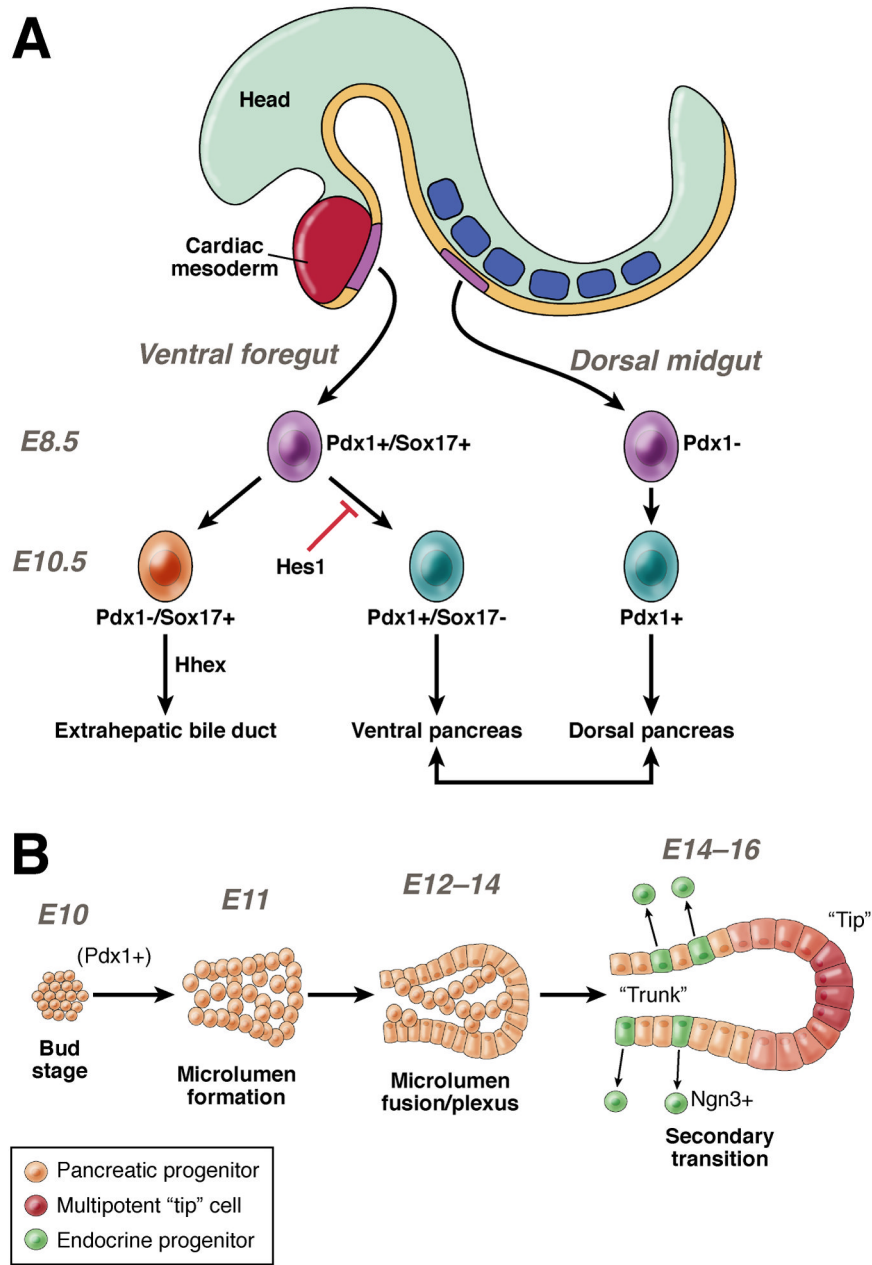 A
Head
Cardiac
mesoderm
Ventral foregut
Dorsal midgut
E8.5
Pdx1+/Sox17+
Pdx1-
E10.5
Hes1
Pdx1-/Sox17+
Pdx1+/Sox17-
Pdx1+
Hhex
Extrahepatic bile duct
Ventral pancreas
Dorsal pancreas
B
E10
E11
E12–14
E14–16
(Pdx1+)
"Tip"
"Trunk"
Bud
stage
Microlumen
formation
Microlumen
fusion/plexus
Ngn3+
Secondary
transition
Pancreatic progenitor
Multipotent "tip" cell
Endocrine progenitor